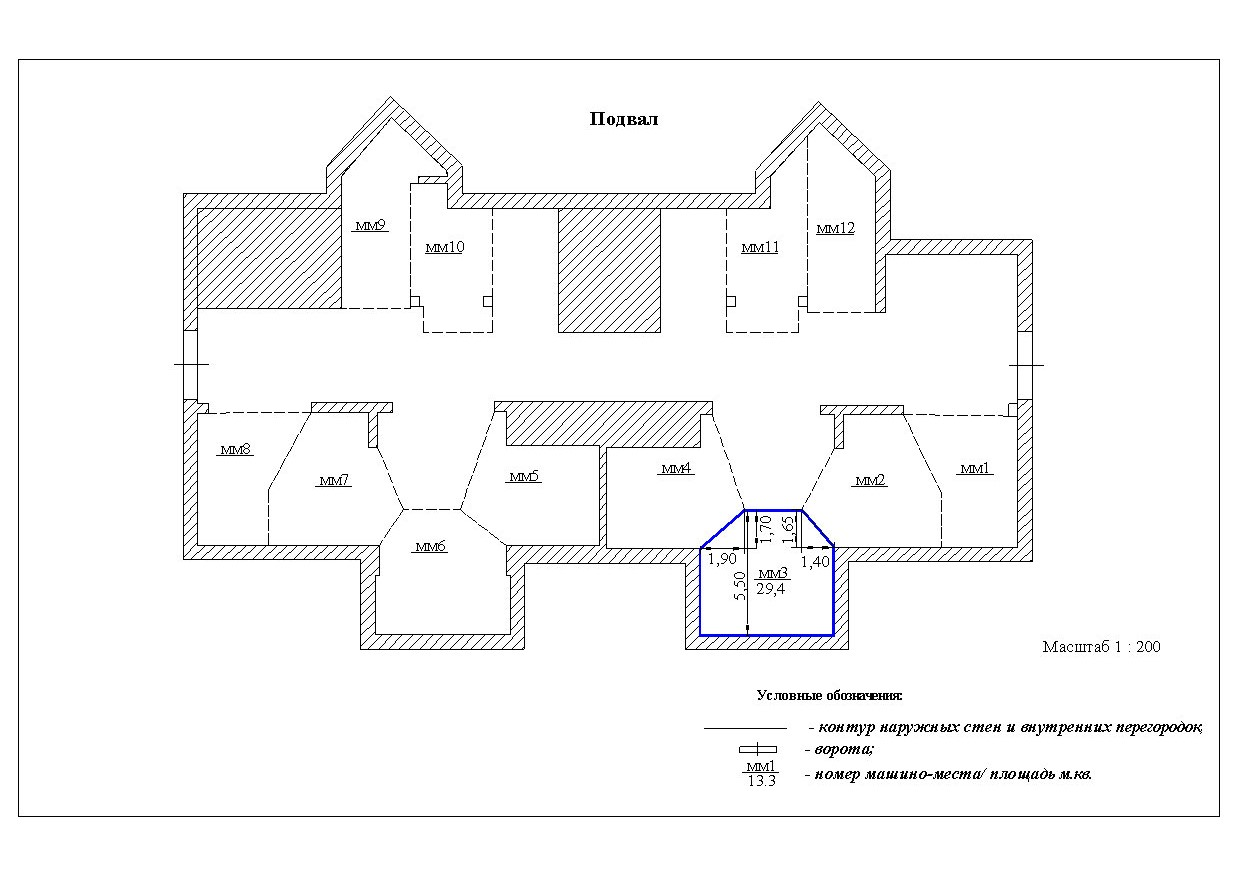 Подвал
мм9
мм10
мм11
мм12
мм8
мм7
мм5
мм4
мм2
мм1
мм6
1,70
1,65
1,90
1,40
5,50
мм3
29,4
Масштаб 1 : 200
Условные обозначения:
- контур наружных стен и внутренних перегородок,
- ворота;
мм1
13.3
- номер машино-места/ площадь м.кв.